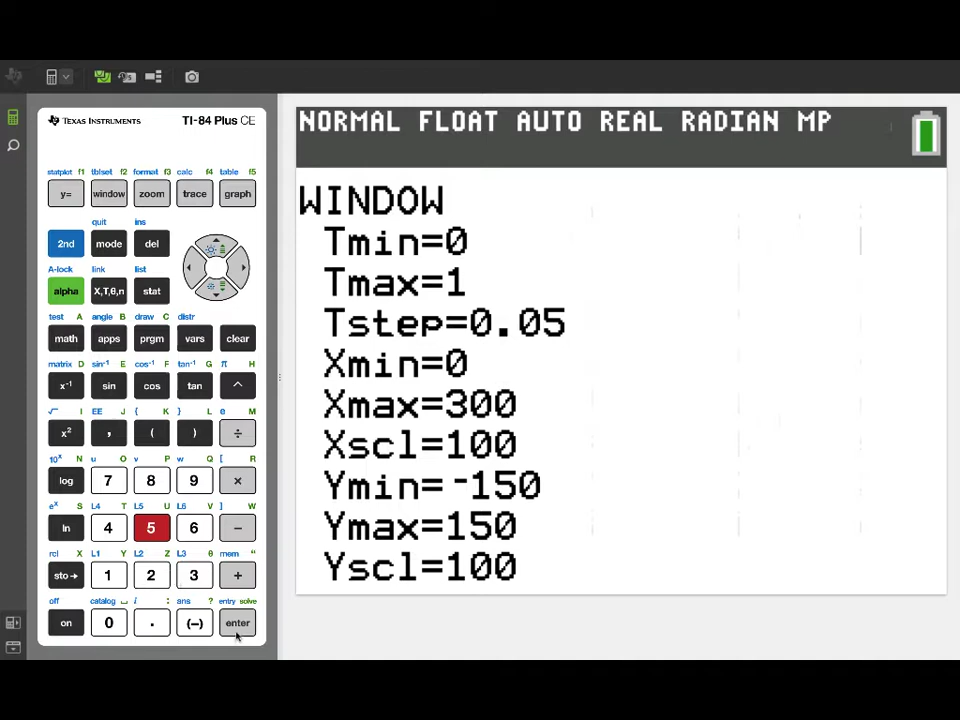 TEXAS INSTRUMENTS TI-84 Plus CE
statplot f1 tblset f2 format f3 calc f4 table f5
y= window zoom trace graph
quit ins
2nd mode del
A-lock link list
alpha X,T,θ,n stat
test A angle B draw C distr
math apps prgm vars clear
matrix D sin⁻¹ E cos⁻¹ F tan⁻¹ G π H
x⁻¹ sin cos tan ^
√ I EE J { K } L e M
x² , ( ) ÷
10ˣ N u O v P w Q [ R
log 7 8 9 ×
eˣ S L4 T L5 U L6 V ] W
ln 4 5 6 −
rcl X L1 Y L2 Z L3 θ mem "
sto→ 1 2 3 +
off catalog ⎵ i : ans ? entry solve
on 0 . (−) enter
NORMAL FLOAT AUTO REAL RADIAN MP
WINDOW
Tmin=0
Tmax=1
Tstep=0.05
Xmin=0
Xmax=300
Xscl=100
Ymin=-150
Ymax=150
Yscl=100